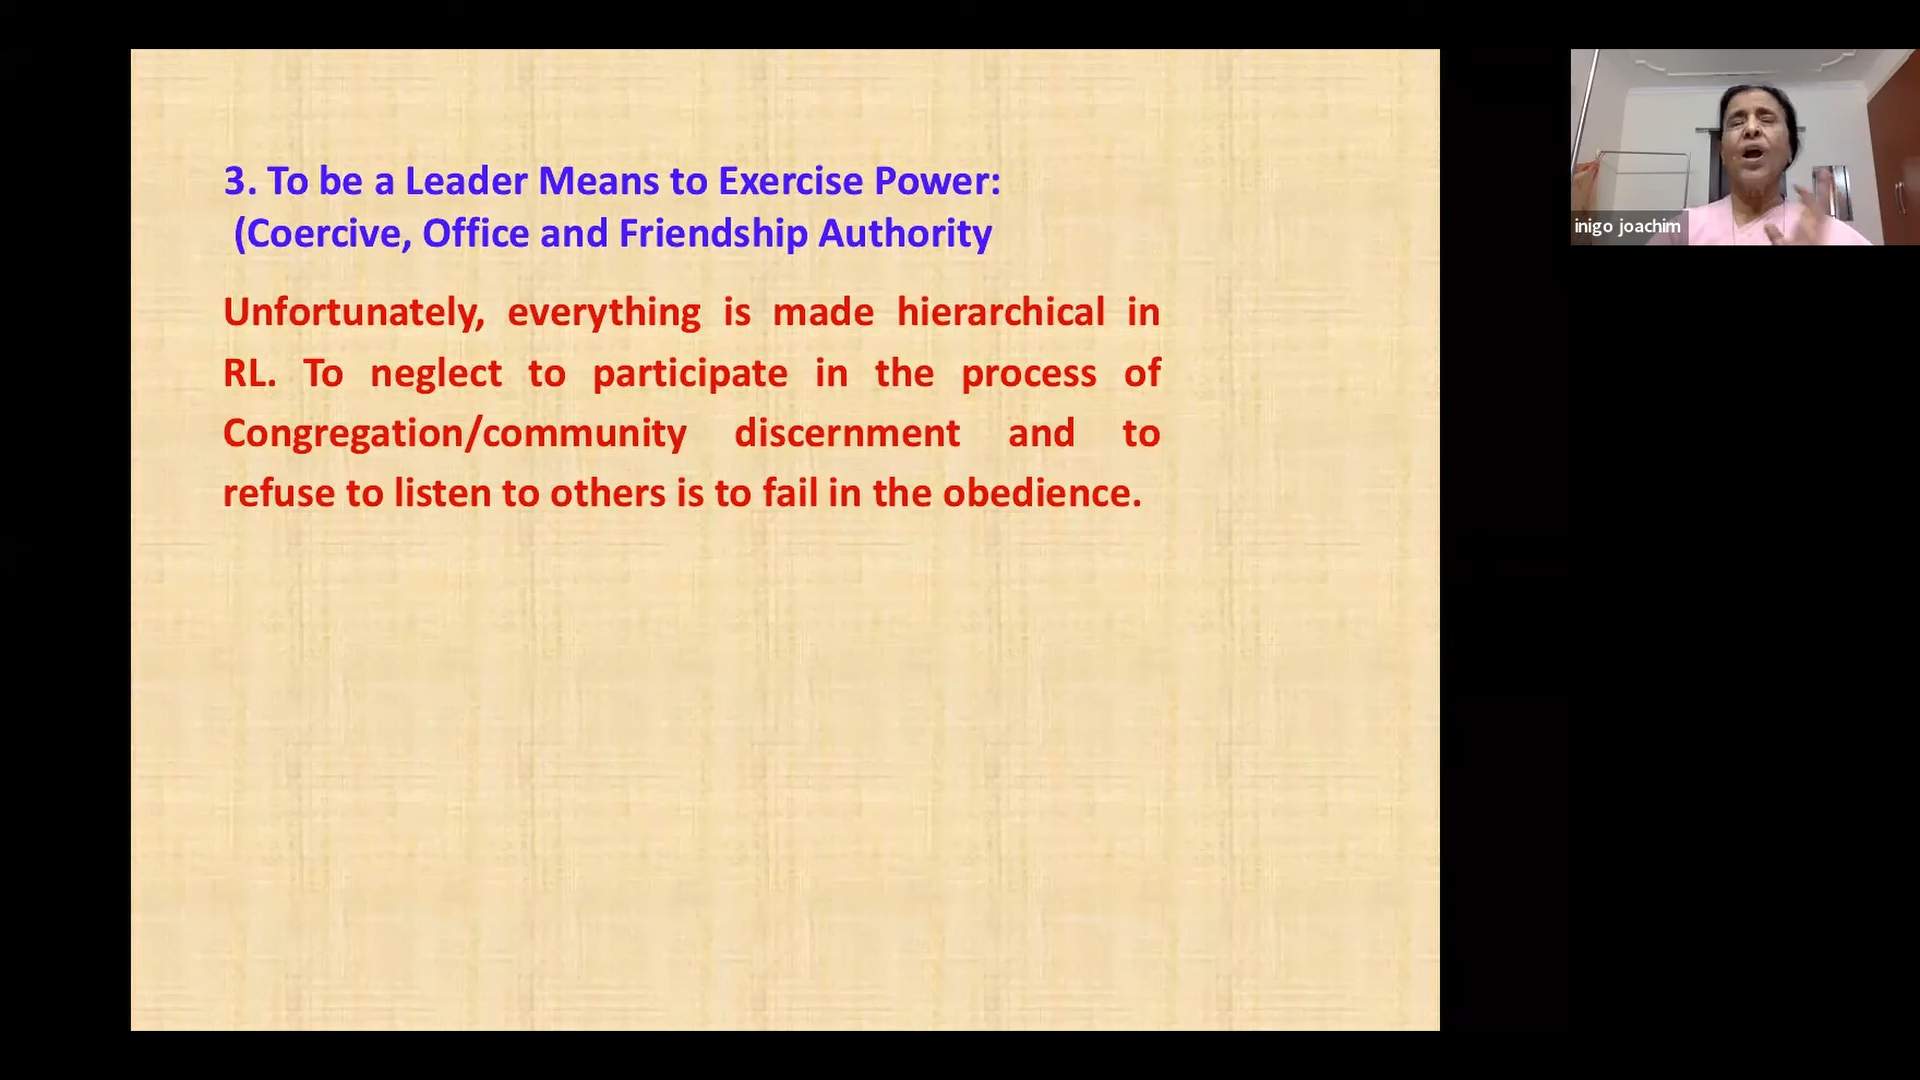 3. To be a Leader Means to Exercise Power:
(Coercive, Office and Friendship Authority
Unfortunately, everything is made hierarchical in
RL. To neglect to participate in the process of
Congregation/community discernment and to
refuse to listen to others is to fail in the obedience.
inigo joachim